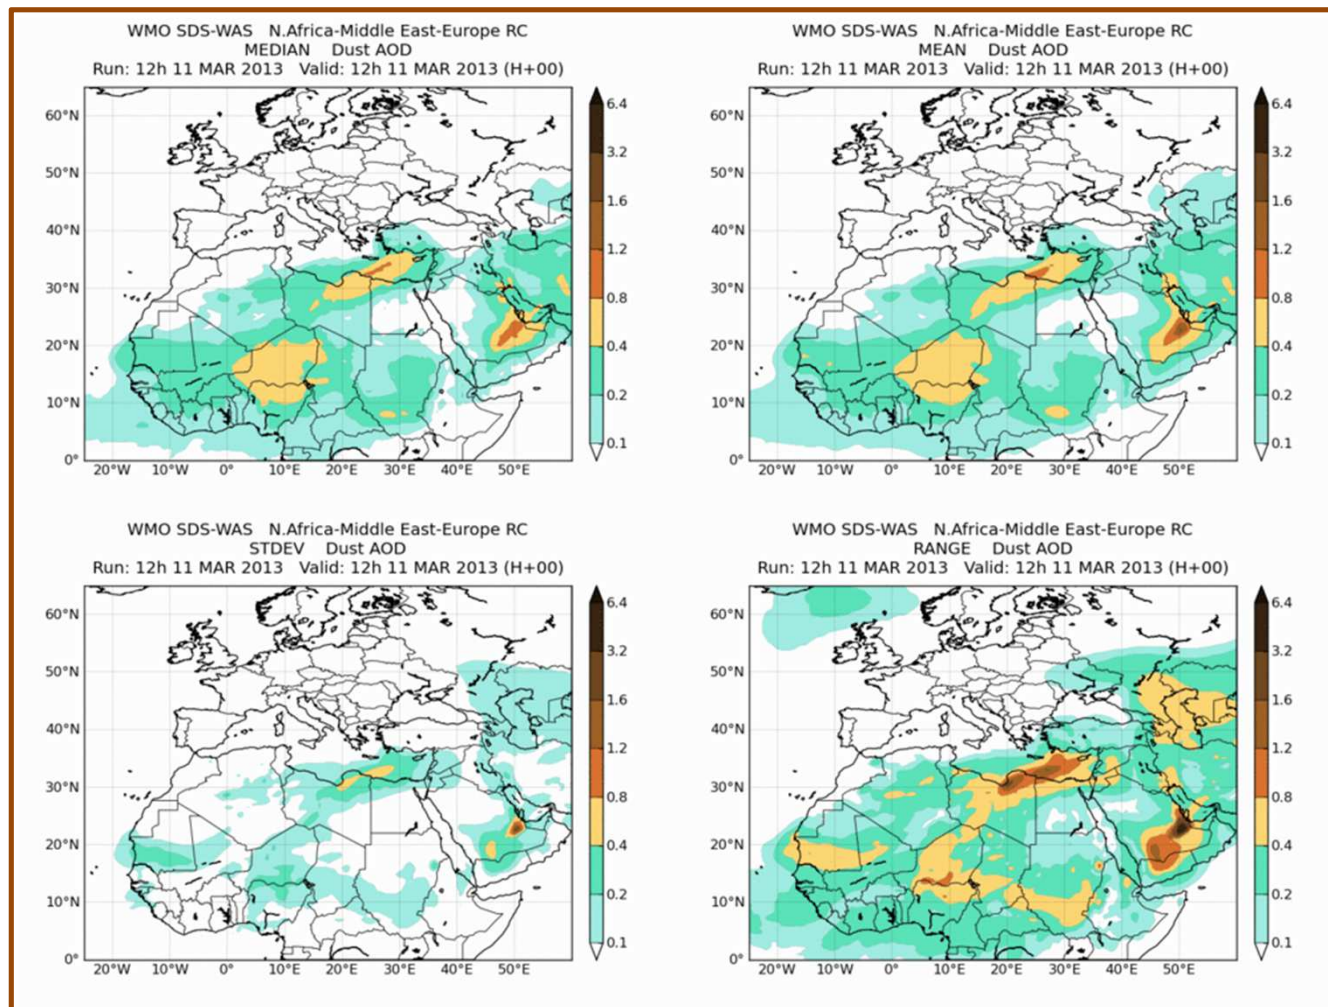 WMO SDS-WAS N.Africa-Middle East-Europe RC
MEDIAN Dust AOD
Run: 12h 11 MAR 2013 Valid: 12h 11 MAR 2013 (H+00)
60°N
50°N
40°N
30°N
20°N
10°N
0°
20°W
10°W
0°
10°E
20°E
30°E
40°E
50°E
6.4
3.2
1.6
1.2
0.8
0.4
0.2
0.1
WMO SDS-WAS N.Africa-Middle East-Europe RC
MEAN Dust AOD
Run: 12h 11 MAR 2013 Valid: 12h 11 MAR 2013 (H+00)
60°N
50°N
40°N
30°N
20°N
10°N
0°
20°W
10°W
0°
10°E
20°E
30°E
40°E
50°E
6.4
3.2
1.6
1.2
0.8
0.4
0.2
0.1
WMO SDS-WAS N.Africa-Middle East-Europe RC
STDEV Dust AOD
Run: 12h 11 MAR 2013 Valid: 12h 11 MAR 2013 (H+00)
60°N
50°N
40°N
30°N
20°N
10°N
0°
20°W
10°W
0°
10°E
20°E
30°E
40°E
50°E
6.4
3.2
1.6
1.2
0.8
0.4
0.2
0.1
WMO SDS-WAS N.Africa-Middle East-Europe RC
RANGE Dust AOD
Run: 12h 11 MAR 2013 Valid: 12h 11 MAR 2013 (H+00)
60°N
50°N
40°N
30°N
20°N
10°N
0°
20°W
10°W
0°
10°E
20°E
30°E
40°E
50°E
6.4
3.2
1.6
1.2
0.8
0.4
0.2
0.1